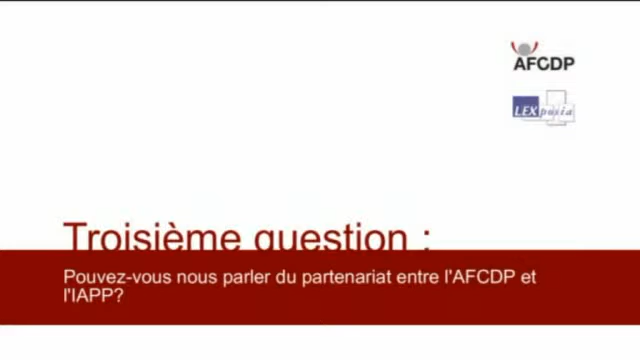 AFCDP
LEXposia
Troisième question :
Pouvez-vous nous parler du partenariat entre l'AFCDP et
l'IAPP?